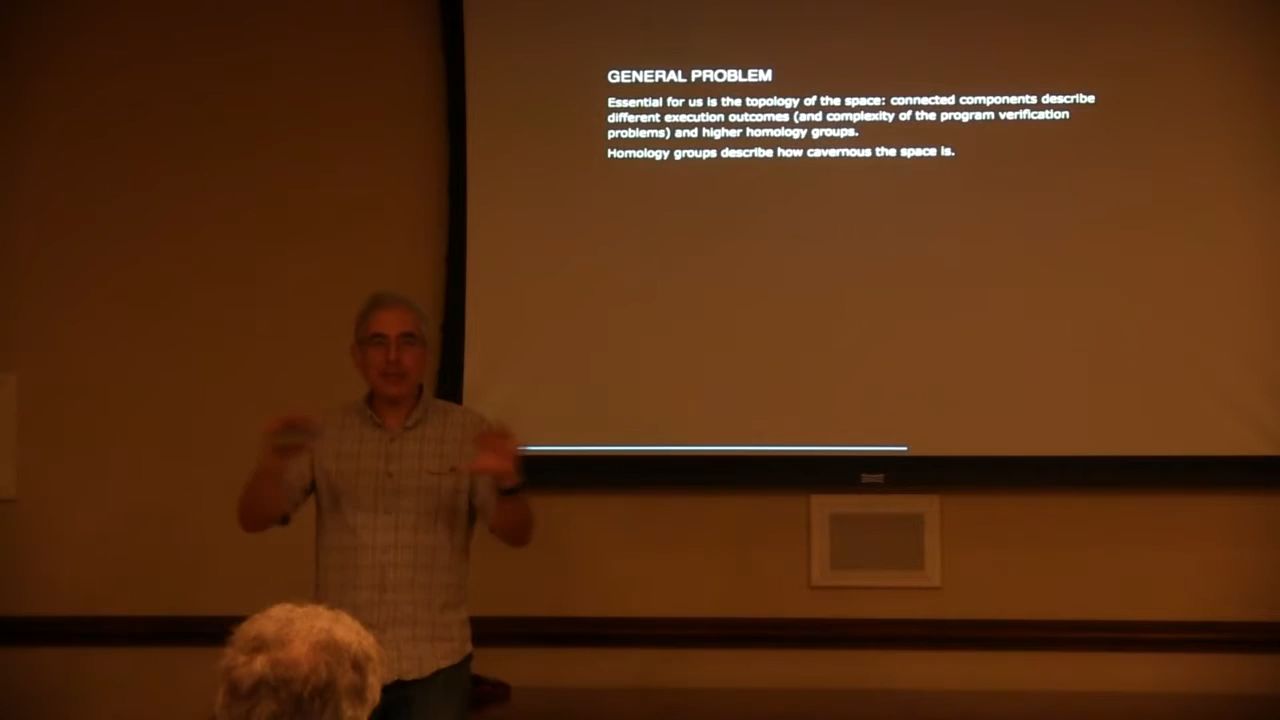 GENERAL PROBLEM
Essential for us is the topology of the space: connected components describe
different execution outcomes (and complexity of the program verification
problems) and higher homology groups.
Homology groups describe how cavernous the space is.